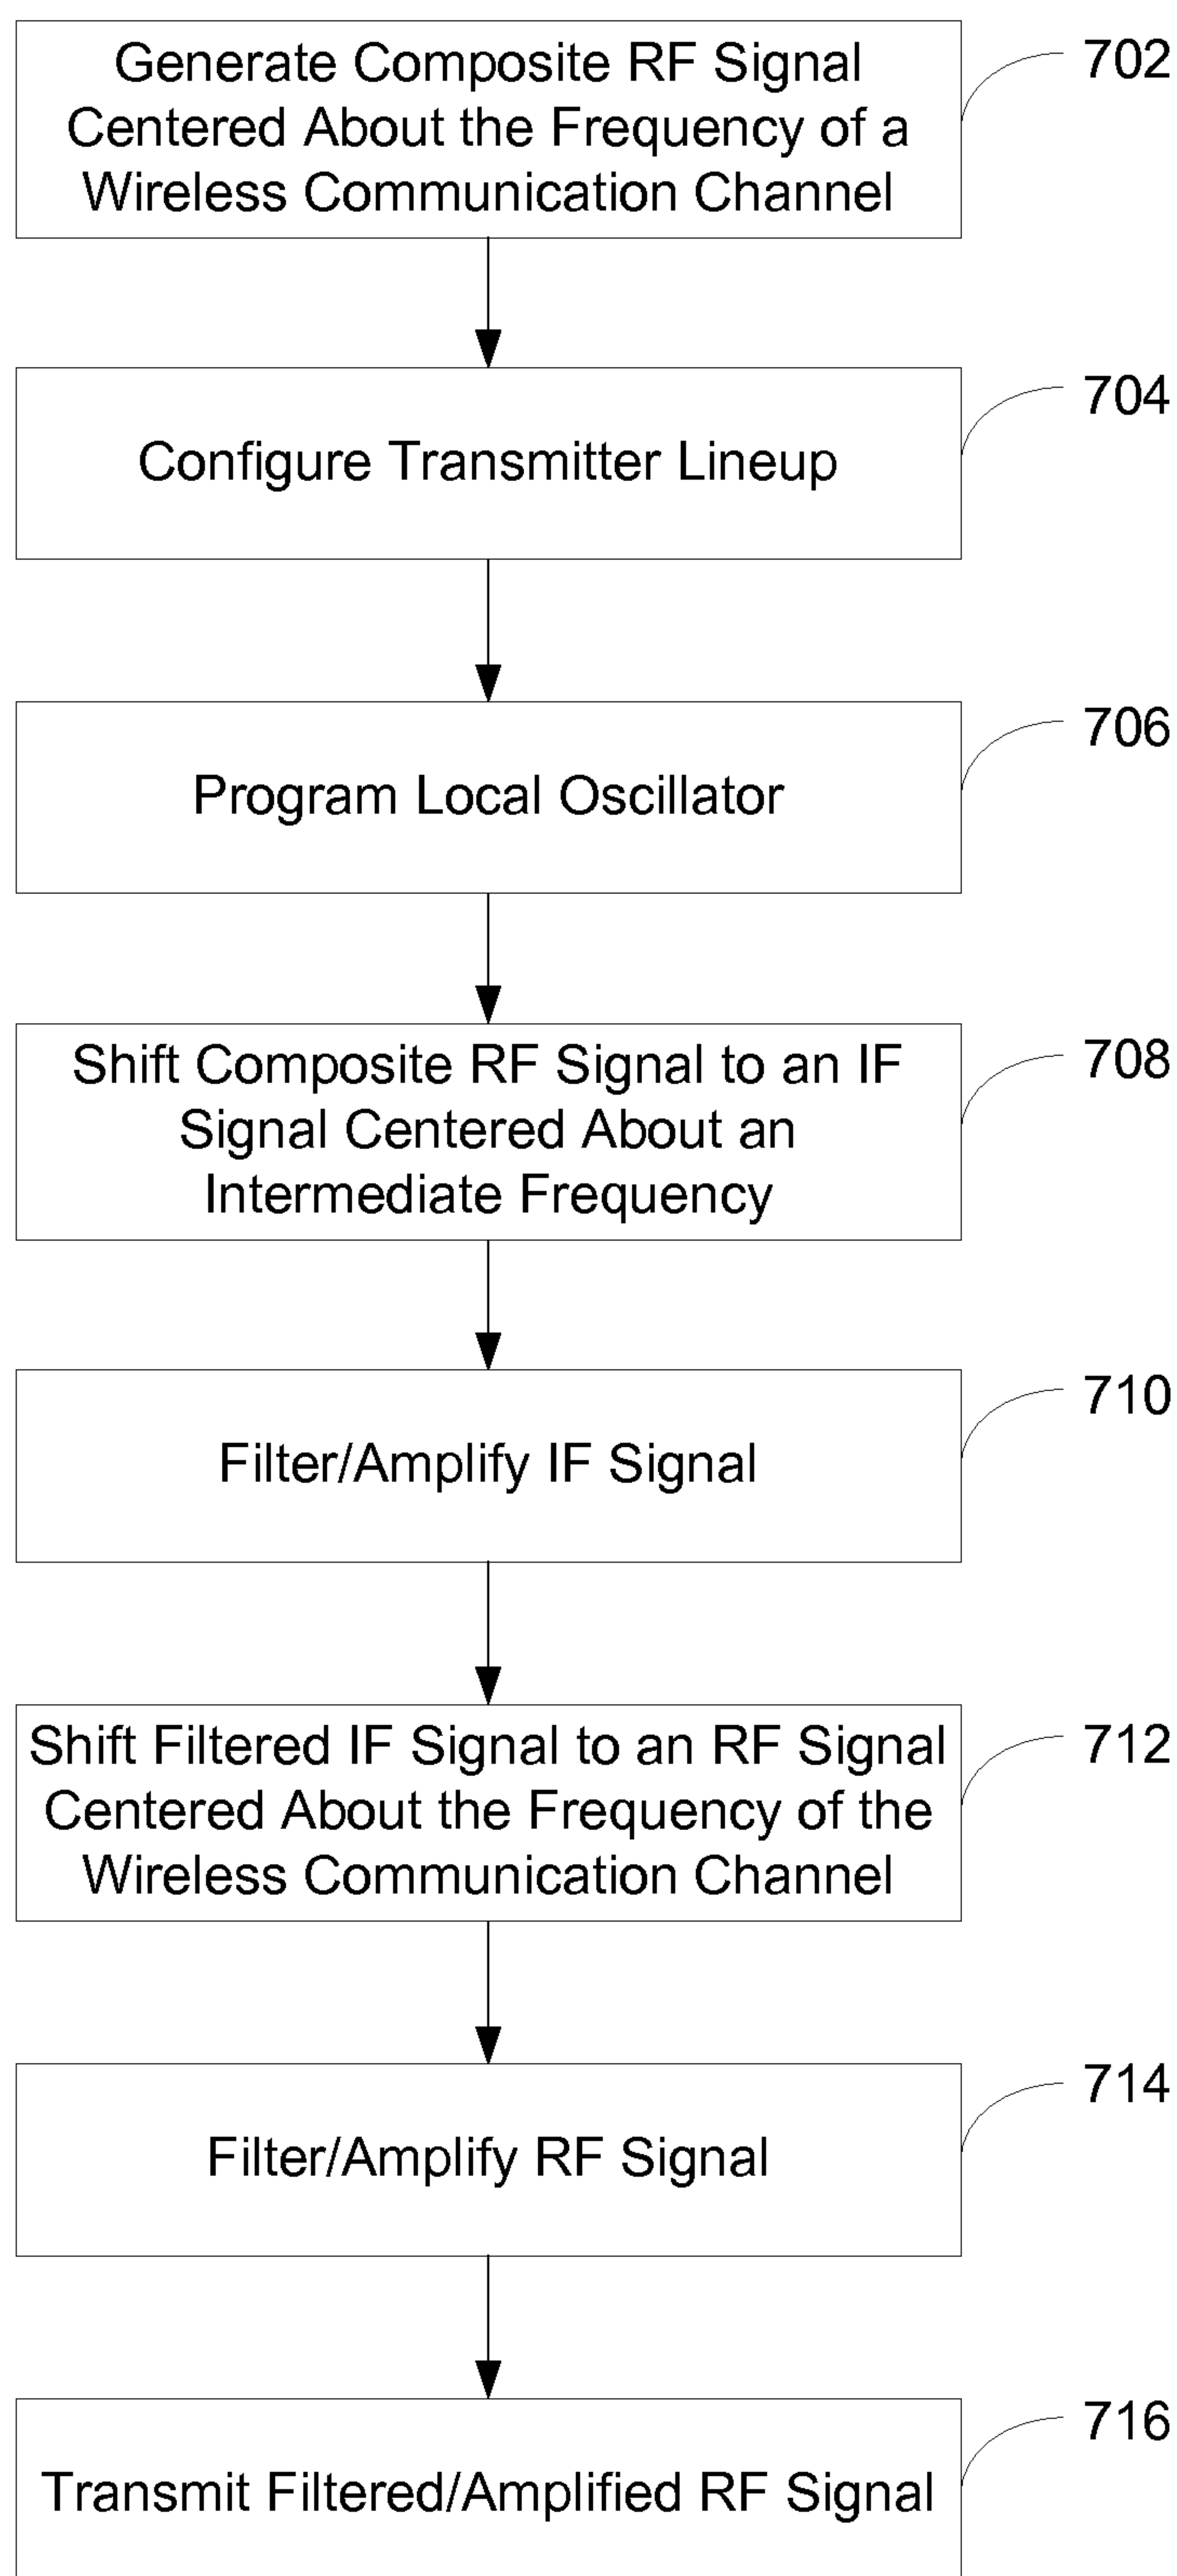 Generate Composite RF Signal
Centered About the Frequency of a
Wireless Communication Channel
702
Configure Transmitter Lineup
704
Program Local Oscillator
706
Shift Composite RF Signal to an IF
Signal Centered About an
Intermediate Frequency
708
Filter/Amplify IF Signal
710
Shift Filtered IF Signal to an RF Signal
Centered About the Frequency of the
Wireless Communication Channel
712
Filter/Amplify RF Signal
714
Transmit Filtered/Amplified RF Signal
716